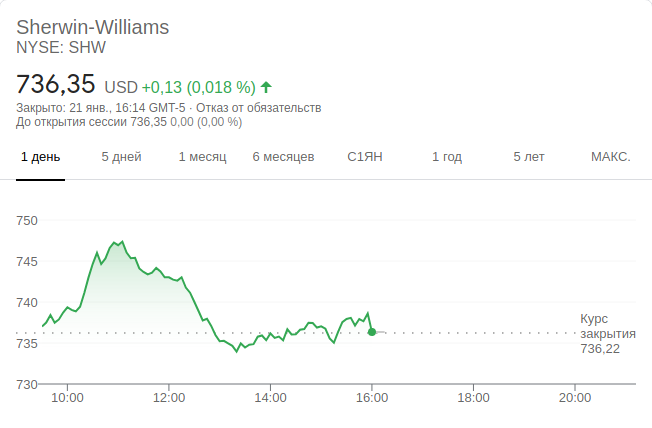 Sherwin-Williams
NYSE: SHW
736,35 USD +0,13 (0,018 %)
Закрыто: 21 янв., 16:14 GMT-5 · Отказ от обязательств
До открытия сессии 736,35 0,00 (0,00 %)
1 день 5 дней 1 месяц 6 месяцев С1ЯН 1 год 5 лет МАКС.
750
745
740
Курс
закрытия
736,22
735
730
10:00 12:00 14:00 16:00 18:00 20:00